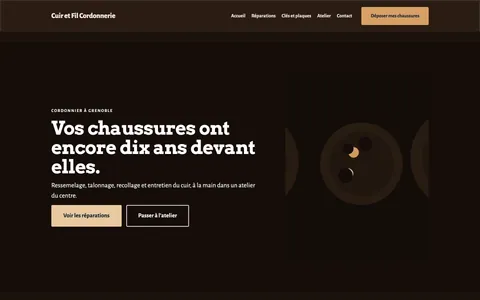 Cuir et Fil Cordonnerie
Accueil Réparations Clés et plaques Atelier Contact Déposer mes chaussures
CORDONNIER À GRENOBLE
Vos chaussures ont
encore dix ans devant
elles.
Ressemelage, talonnage, recollage et entretien du cuir, à la main dans un atelier
du centre.
Voir les réparations Passer à l'atelier